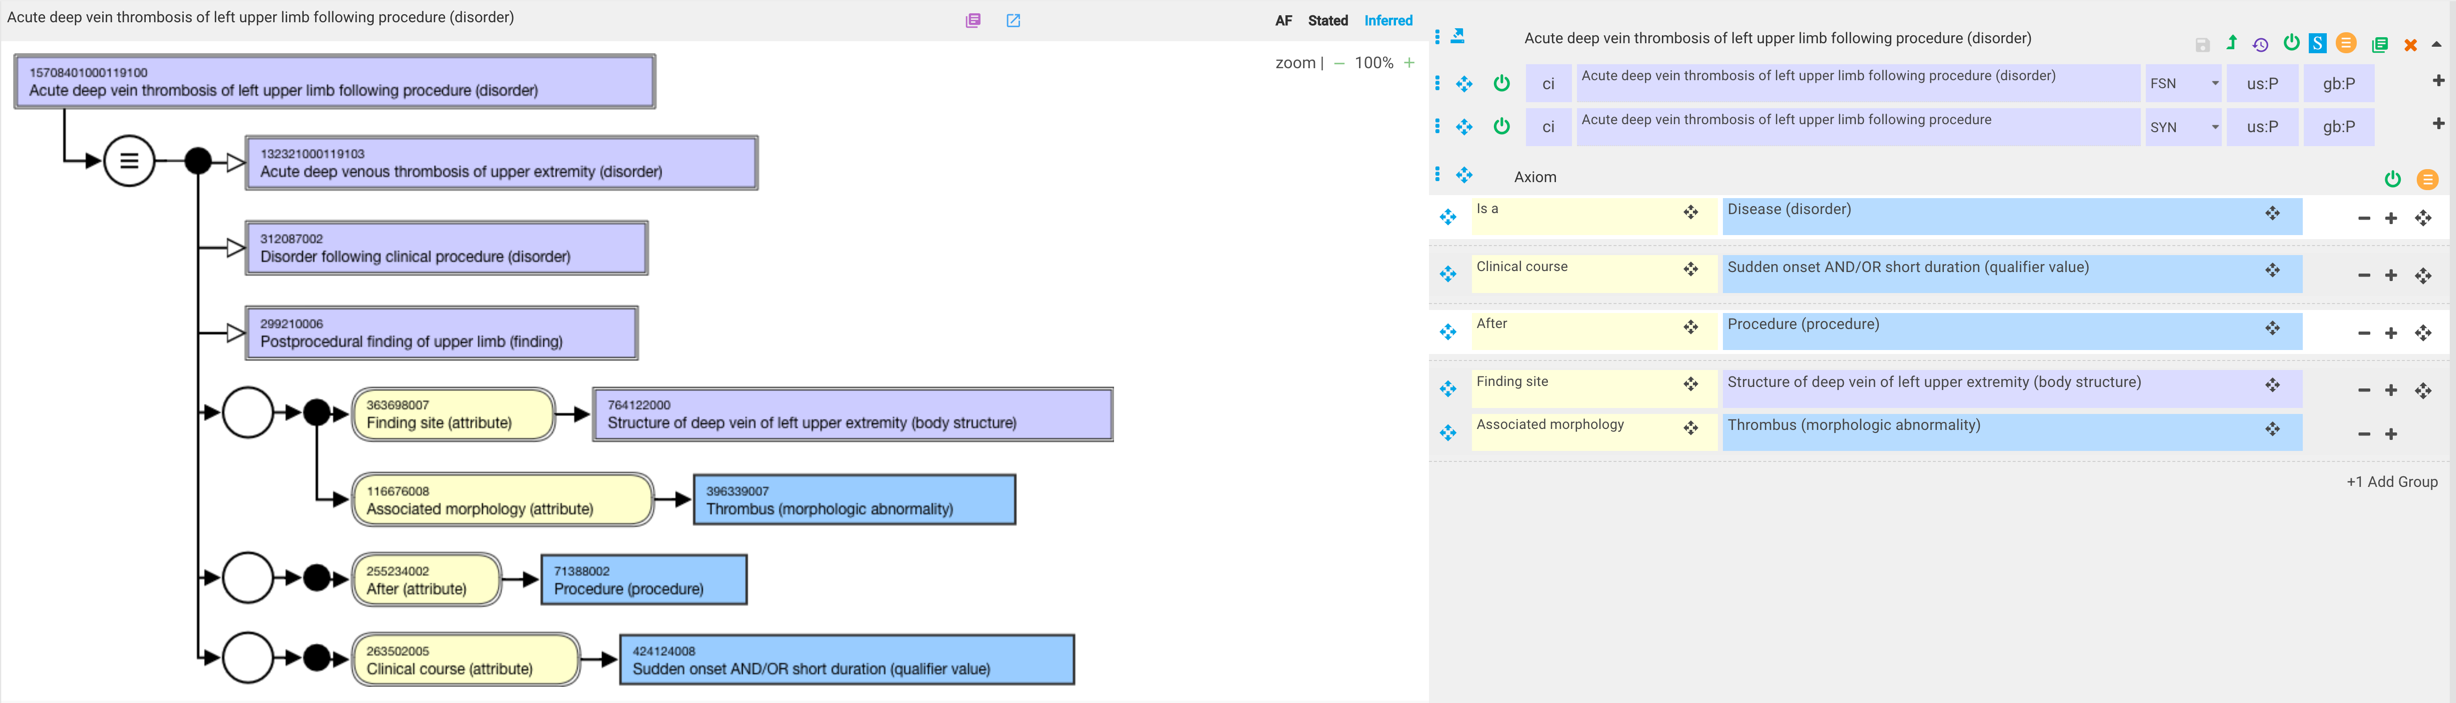 Acute deep vein thrombosis of left upper limb following procedure (disorder)
AF Stated Inferred
zoom | − 100% +
15708401000119100
Acute deep vein thrombosis of left upper limb following procedure (disorder)
132321000119103
Acute deep venous thrombosis of upper extremity (disorder)
312087002
Disorder following clinical procedure (disorder)
299210006
Postprocedural finding of upper limb (finding)
363698007
Finding site (attribute)
764122000
Structure of deep vein of left upper extremity (body structure)
116676008
Associated morphology (attribute)
396339007
Thrombus (morphologic abnormality)
255234002
After (attribute)
71388002
Procedure (procedure)
263502005
Clinical course (attribute)
424124008
Sudden onset AND/OR short duration (qualifier value)
Acute deep vein thrombosis of left upper limb following procedure (disorder)
S
ci Acute deep vein thrombosis of left upper limb following procedure (disorder) FSN us:P gb:P
ci Acute deep vein thrombosis of left upper limb following procedure SYN us:P gb:P
Axiom
Is a Disease (disorder)
Clinical course Sudden onset AND/OR short duration (qualifier value)
After Procedure (procedure)
Finding site Structure of deep vein of left upper extremity (body structure)
Associated morphology Thrombus (morphologic abnormality)
+1 Add Group